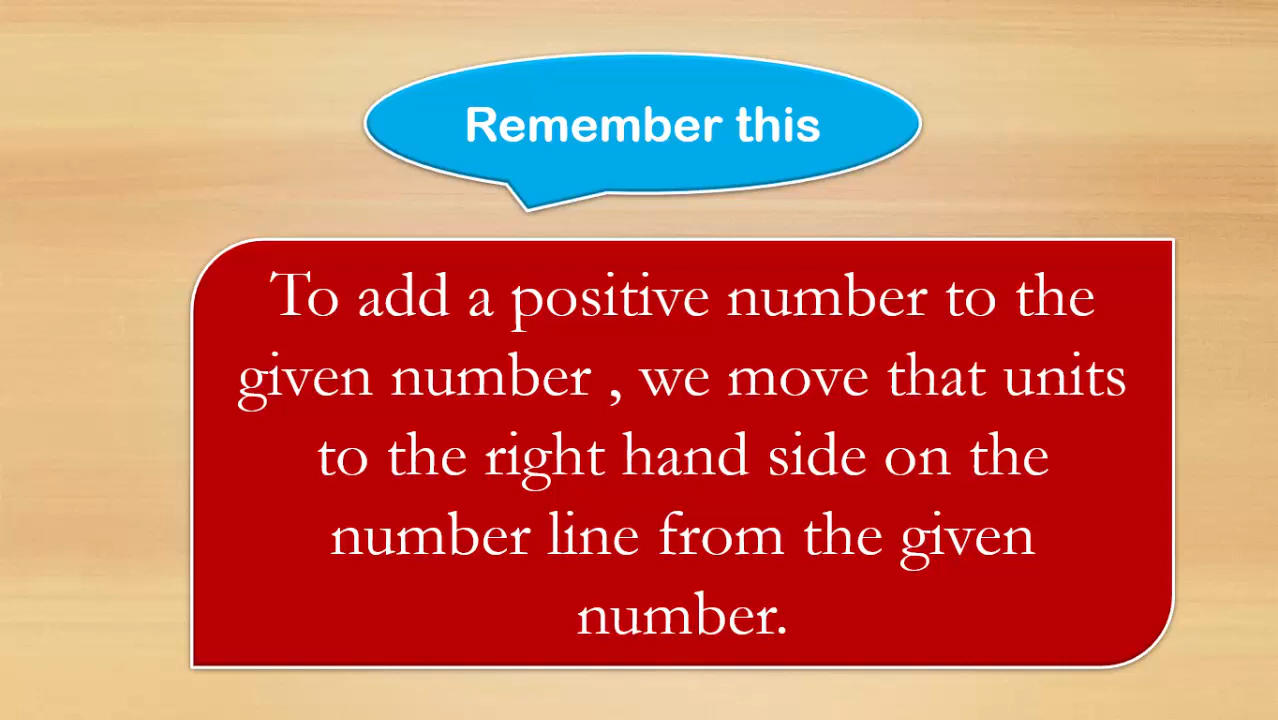 Remember this
To add a positive number to the
given number , we move that units
to the right hand side on the
number line from the given
number.